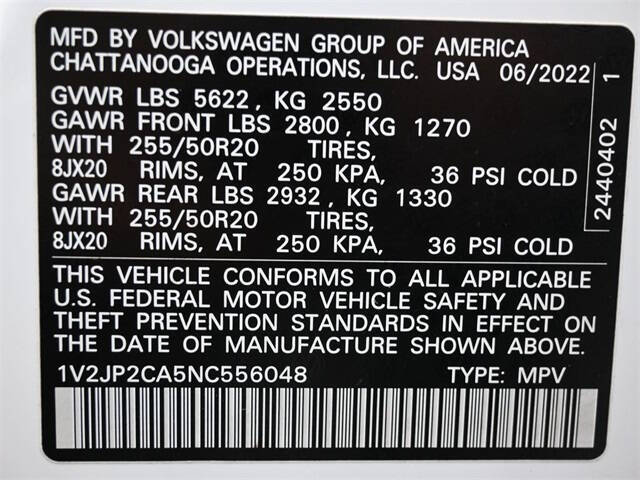 MFD BY VOLKSWAGEN GROUP OF AMERICA
CHATTANOOGA OPERATIONS, LLC. USA 06/2022
GVWR LBS 5622, KG 2550
GAWR FRONT LBS 2800, KG 1270
WITH 255/50R20 TIRES,
8JX20 RIMS, AT 250 KPA, 36 PSI COLD
GAWR REAR LBS 2932, KG 1330
WITH 255/50R20 TIRES,
8JX20 RIMS, AT 250 KPA, 36 PSI COLD
THIS VEHICLE CONFORMS TO ALL APPLICABLE
U.S. FEDERAL MOTOR VEHICLE SAFETY AND
THEFT PREVENTION STANDARDS IN EFFECT ON
THE DATE OF MANUFACTURE SHOWN ABOVE.
1V2JP2CA5NC556048 TYPE: MPV
2440402 1